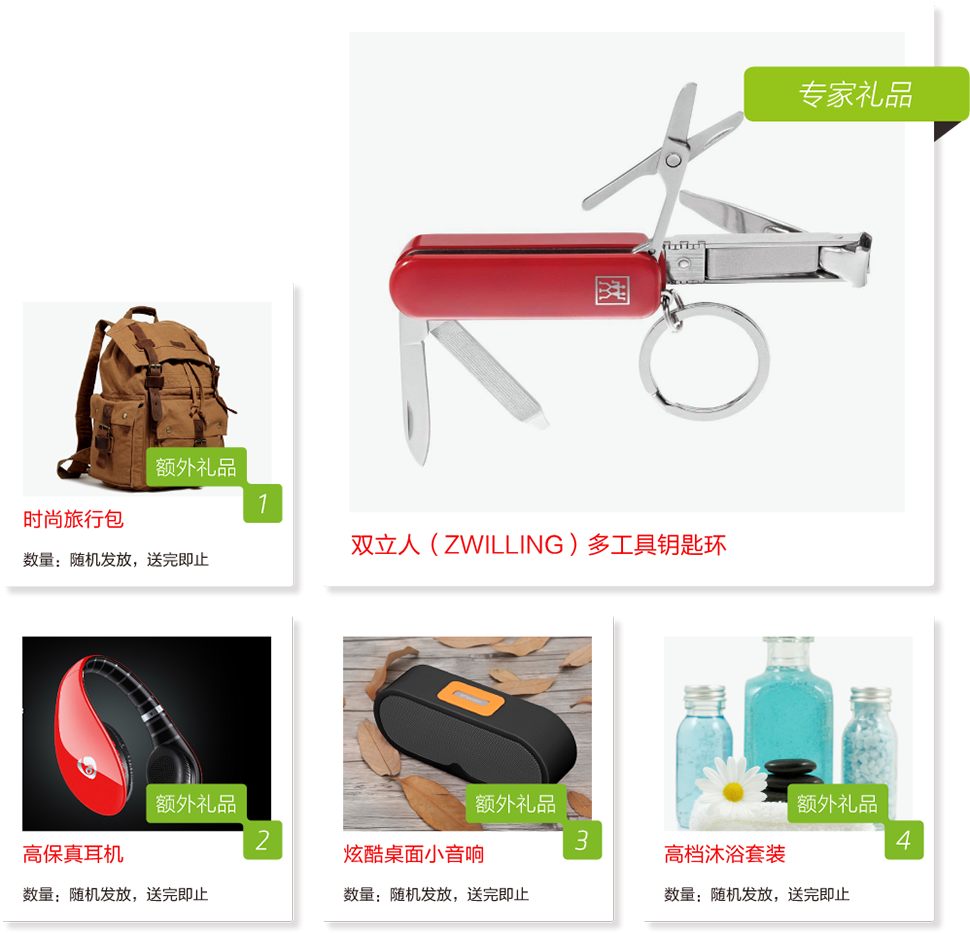 专家礼品
双立人（ZWILLING）多工具钥匙环
额外礼品
1
时尚旅行包
数量：随机发放，送完即止
额外礼品
2
高保真耳机
数量：随机发放，送完即止
额外礼品
3
炫酷桌面小音响
数量：随机发放，送完即止
额外礼品
4
高档沐浴套装
数量：随机发放，送完即止